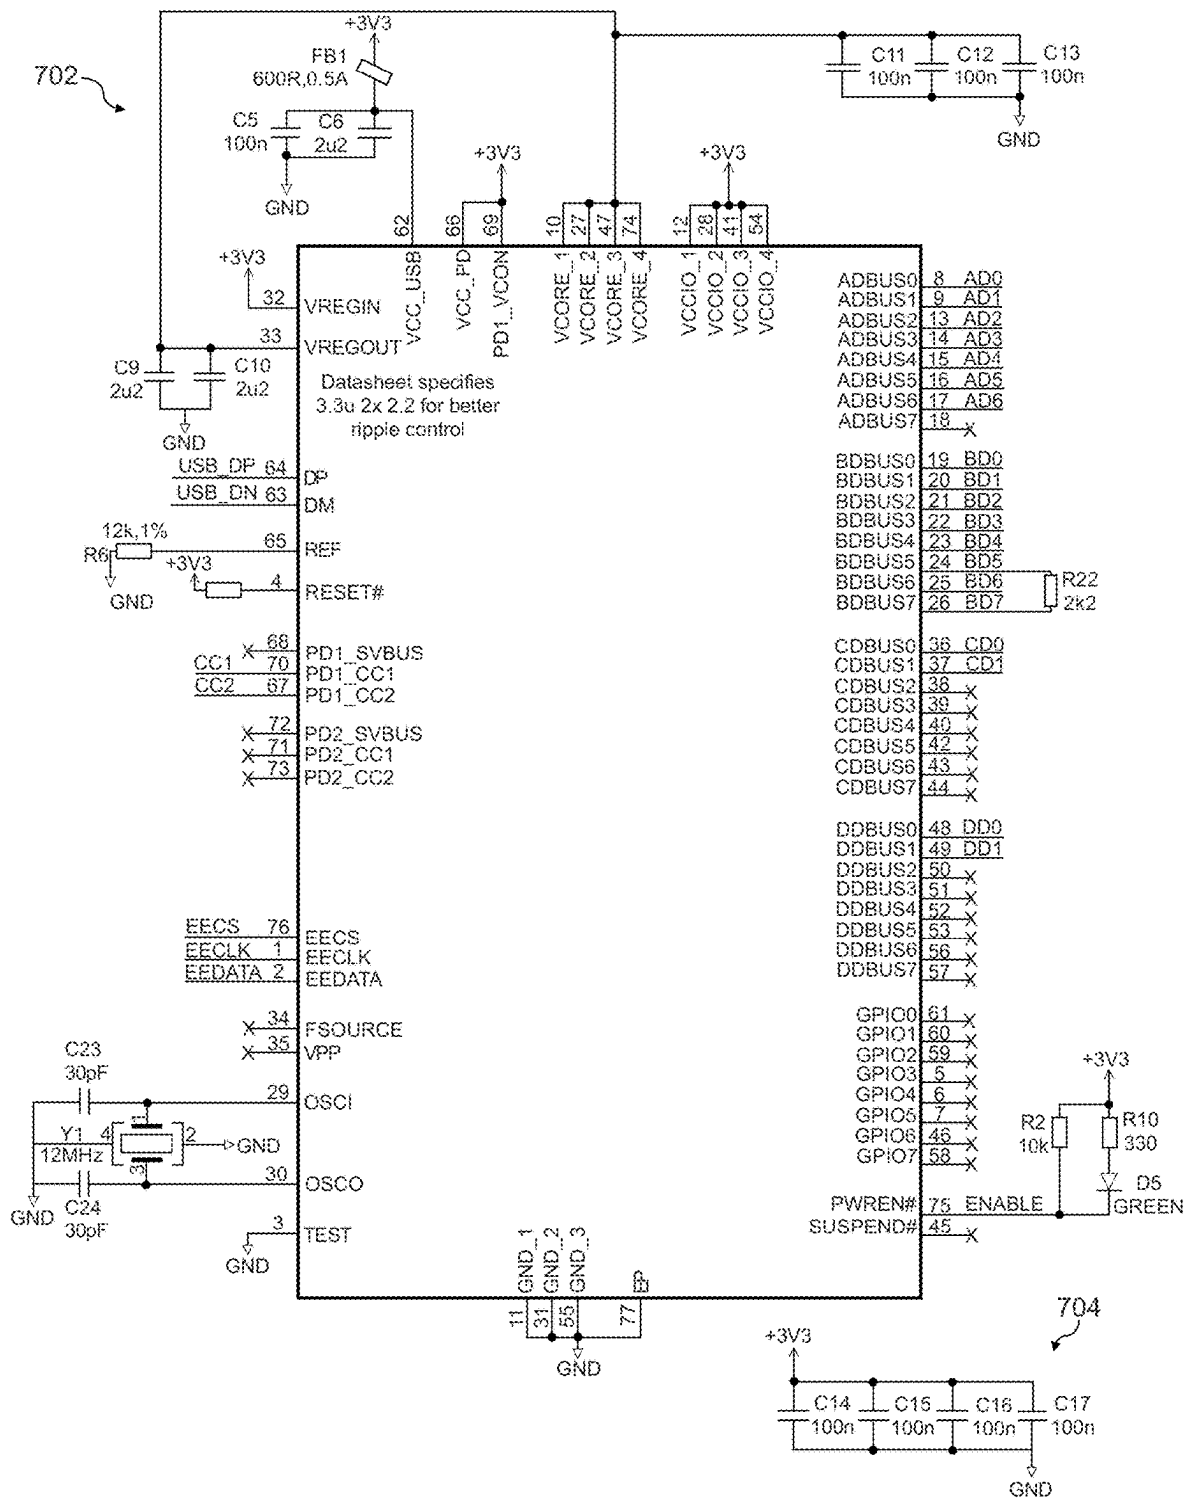 702
+3V3
FB1
600R,0.5A
C5
100n
C6
2u2
GND
C11
100n
C12
100n
C13
100n
GND
+3V3
+3V3
62
66
69
10
27
47
74
12
28
41
54
VCC_USB
VCC_PD
PD1_VCON
VCORE_1
VCORE_2
VCORE_3
VCORE_4
VCCIO_1
VCCIO_2
VCCIO_3
VCCIO_4
+3V3
32 VREGIN
33 VREGOUT
C9
2u2
C10
2u2
GND
Datasheet specifies
3.3u 2x 2.2 for better
ripple control
USB_DP 64 DP
USB_DN 63 DM
12k,1%
R6
65 REF
GND
+3V3
4 RESET#
68 PD1_SVBUS
CC1 70 PD1_CC1
CC2 67 PD1_CC2
72 PD2_SVBUS
71 PD2_CC1
73 PD2_CC2
EECS 76 EECS
EECLK 1 EECLK
EEDATA 2 EEDATA
34 FSOURCE
35 VPP
C23
30pF
29 OSCI
Y1
12MHz
4
1
2
3
GND
30 OSCO
GND
C24
30pF
3 TEST
GND
ADBUS0 8 AD0
ADBUS1 9 AD1
ADBUS2 13 AD2
ADBUS3 14 AD3
ADBUS4 15 AD4
ADBUS5 16 AD5
ADBUS6 17 AD6
ADBUS7 18
BDBUS0 19 BD0
BDBUS1 20 BD1
BDBUS2 21 BD2
BDBUS3 22 BD3
BDBUS4 23 BD4
BDBUS5 24 BD5
BDBUS6 25 BD6
BDBUS7 26 BD7
R22
2k2
CDBUS0 36 CD0
CDBUS1 37 CD1
CDBUS2 38
CDBUS3 39
CDBUS4 40
CDBUS5 42
CDBUS6 43
CDBUS7 44
DDBUS0 48 DD0
DDBUS1 49 DD1
DDBUS2 50
DDBUS3 51
DDBUS4 52
DDBUS5 53
DDBUS6 56
DDBUS7 57
GPIO0 61
GPIO1 60
GPIO2 59
GPIO3 5
GPIO4 6
GPIO5 7
GPIO6 46
GPIO7 58
+3V3
R2
10k
R10
330
D5
GREEN
PWREN# 75 ENABLE
SUSPEND# 45
GND_1
GND_2
GND_3
EP
11
31
55
77
GND
704
+3V3
C14
100n
C15
100n
C16
100n
C17
100n
GND